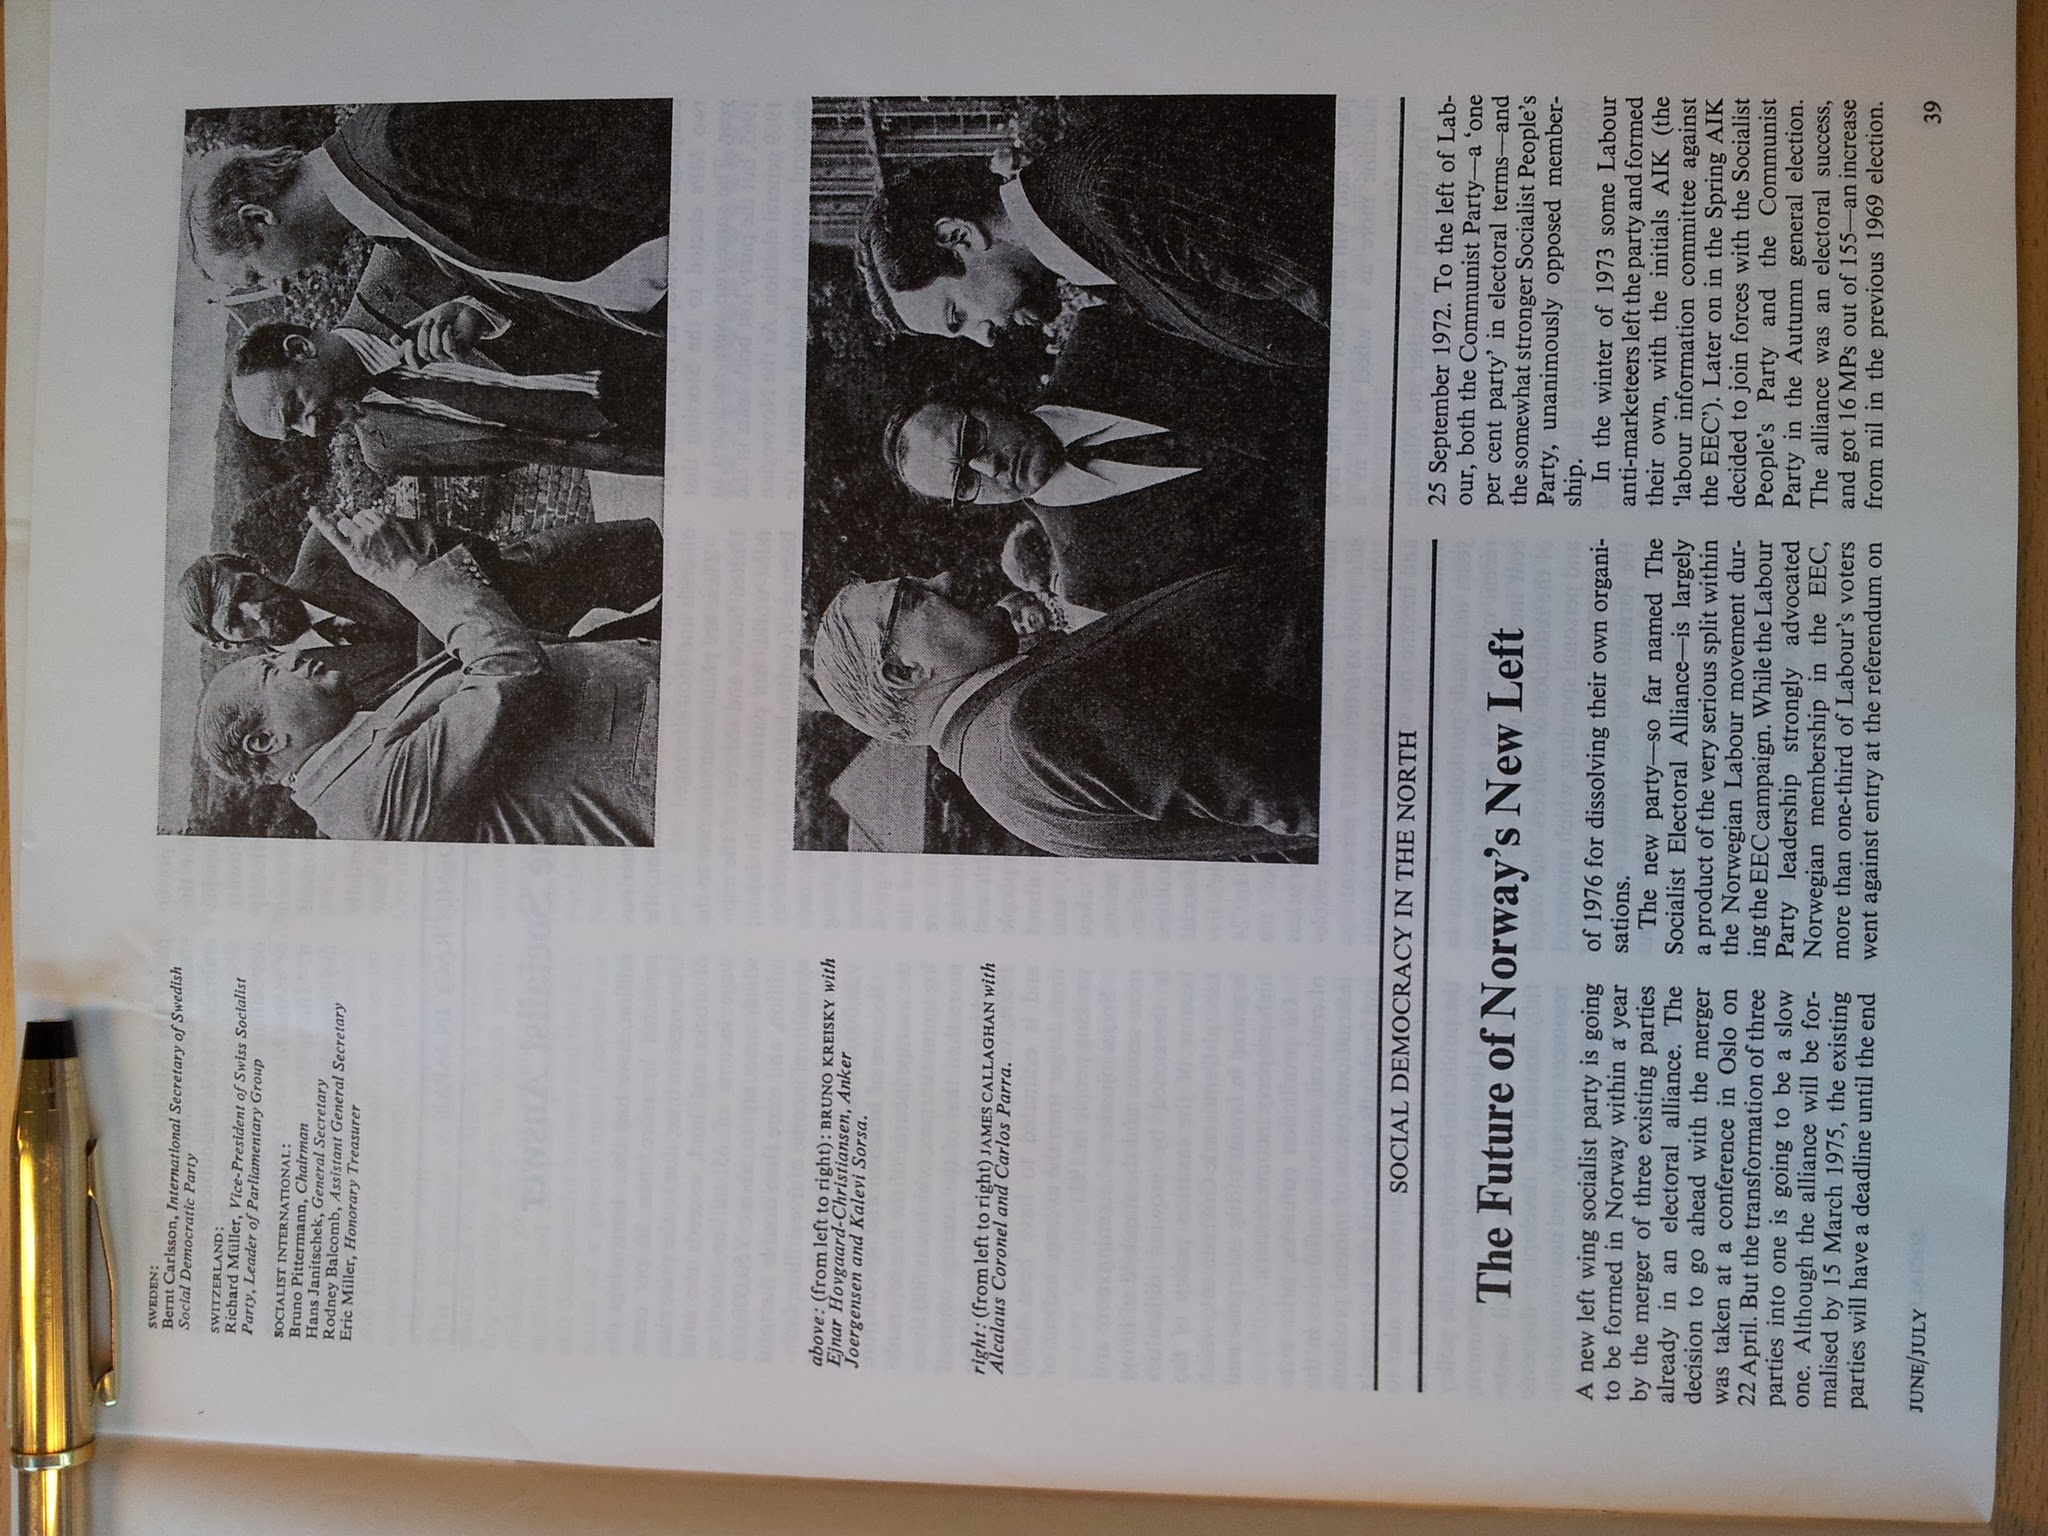 SWEDEN:
Bernt Carlsson, International Secretary of Swedish
Social Democratic Party
SWITZERLAND:
Richard Müller, Vice-President of Swiss Socialist
Party, Leader of Parliamentary Group
SOCIALIST INTERNATIONAL:
Bruno Pittermann, Chairman
Hans Janitschek, General Secretary
Rodney Balcomb, Assistant General Secretary
Eric Miller, Honorary Treasurer
above: (from left to right): BRUNO KREISKY with
Ejnar Hovgaard-Christiansen, Anker
Joergensen and Kalevi Sorsa.
right: (from left to right) JAMES CALLAGHAN with
Alcalaus Coronel and Carlos Parra.
SOCIAL DEMOCRACY IN THE NORTH
The Future of Norway's New Left
A new left wing socialist party is going
to be formed in Norway within a year
by the merger of three existing parties
already in an electoral alliance. The
decision to go ahead with the merger
was taken at a conference in Oslo on
22 April. But the transformation of three
parties into one is going to be a slow
one. Although the alliance will be for-
malised by 15 March 1975, the existing
parties will have a deadline until the end
of 1976 for dissolving their own organi-
sations.
The new party—so far named The
Socialist Electoral Alliance—is largely
a product of the very serious split within
the Norwegian Labour movement dur-
ing the EEC campaign. While the Labour
Party leadership strongly advocated
Norwegian membership in the EEC,
more than one-third of Labour's voters
went against entry at the referendum on
25 September 1972. To the left of Lab-
our, both the Communist Party—a 'one
per cent party' in electoral terms—and
the somewhat stronger Socialist People's
Party, unanimously opposed member-
ship.
In the winter of 1973 some Labour
anti-marketeers left the party and formed
their own, with the initials AIK (the
'labour information committee against
the EEC'). Later on in the Spring AIK
decided to join forces with the Socialist
People's Party and the Communist
Party in the Autumn general election.
The alliance was an electoral success,
and got 16 MPs out of 155—an increase
from nil in the previous 1969 election.
JUNE/JULY
39